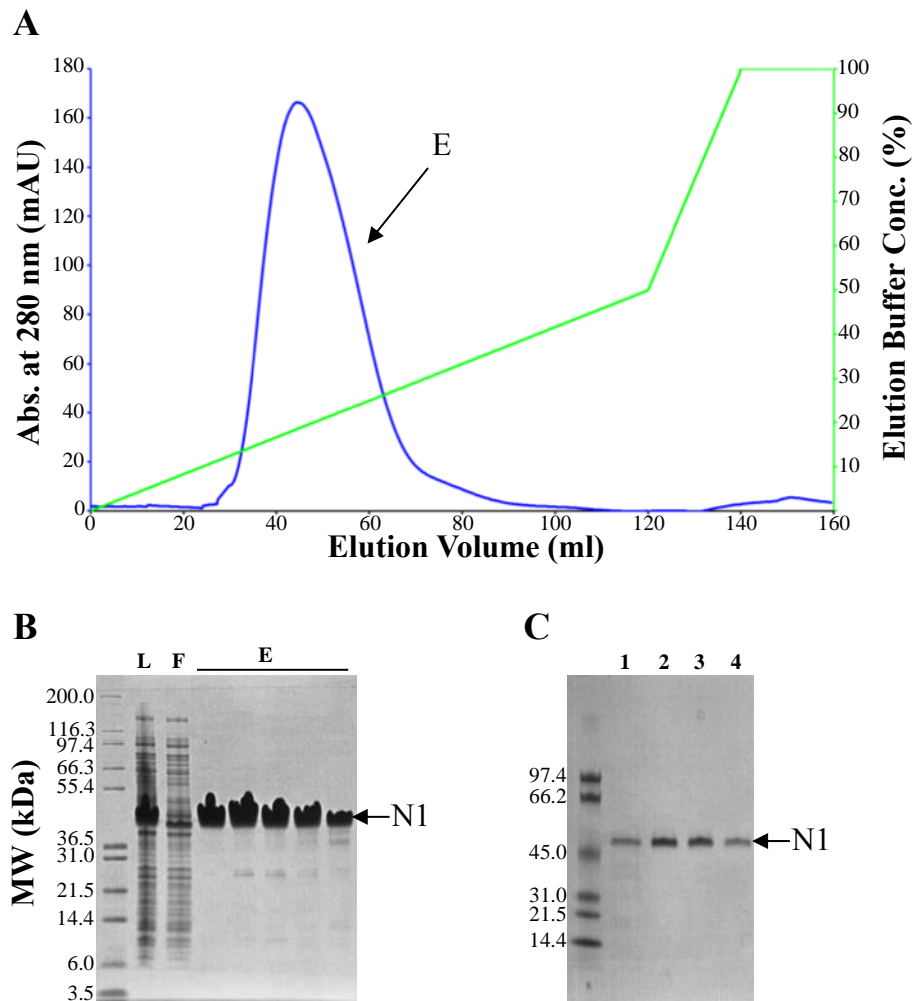 A
Abs. at 280 nm (mAU)
180
160
140
120
100
80
60
40
20
0
E
100
90
80
70
60
50
40
30
20
10
Elution Buffer Conc. (%)
0 20 40 60 80 100 120 140 160
Elution Volume (ml)
B
L F E
MW (kDa)
200.0
116.3
97.4
66.3
55.4
36.5
31.0
21.5
14.4
6.0
3.5
N1
C
1 2 3 4
97.4
66.2
45.0
31.0
21.5
14.4
N1